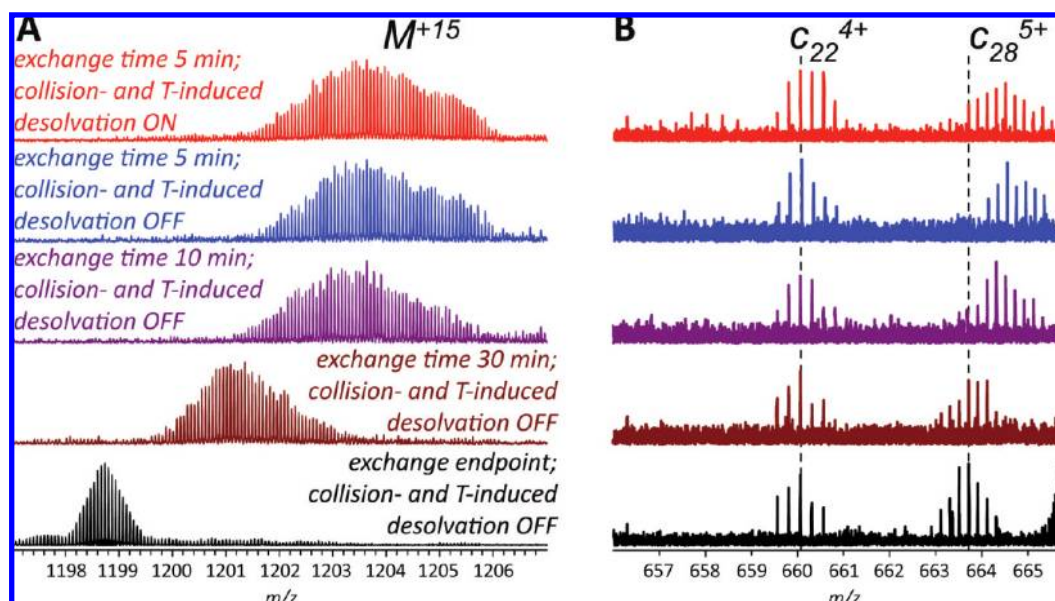 A
M+15
exchange time 5 min;
collision- and T-induced
desolvation ON
exchange time 5 min;
collision- and T-induced
desolvation OFF
exchange time 10 min;
collision- and T-induced
desolvation OFF
exchange time 30 min;
collision- and T-induced
desolvation OFF
exchange endpoint;
collision- and T-induced
desolvation OFF
1198 1199 1200 1201 1202 1203 1204 1205 1206
m/z
B
C22 4+ C28 5+
657 658 659 660 661 662 663 664 665
m/z